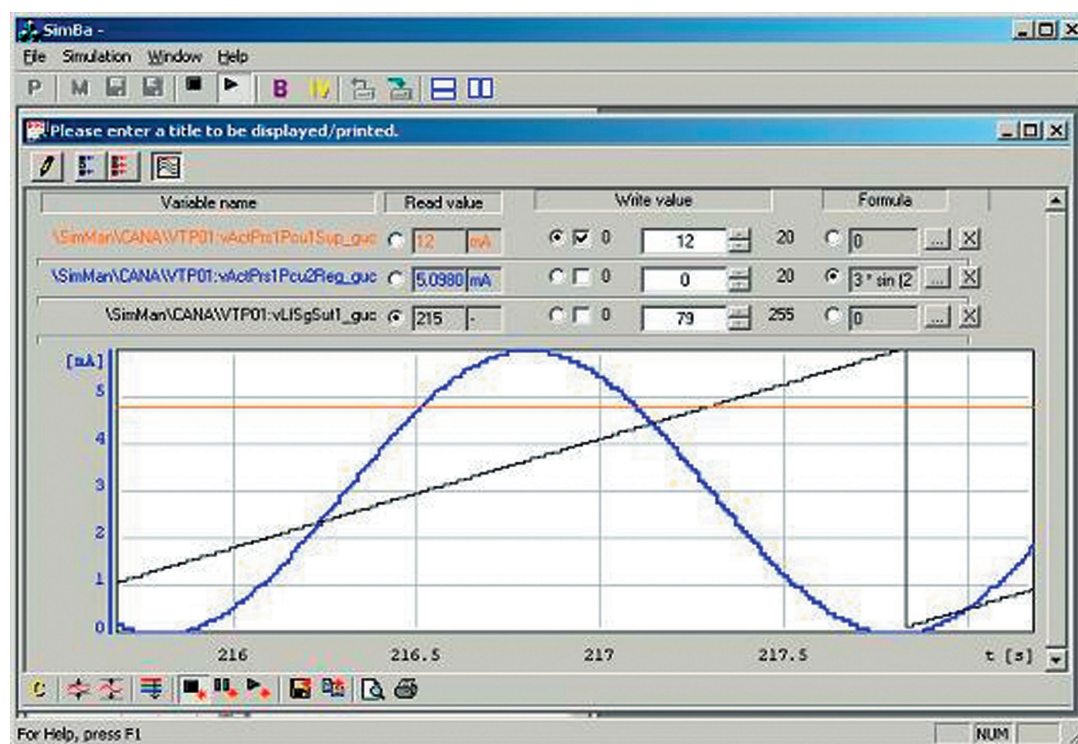 SimBa -
File Simulation Window Help
P M B
Please enter a title to be displayed/printed.
Variable name Read value Write value Formula
\SimMan\CANA\VTP01:vActPrs1Pcu1Sup_guc 12 mA 0 12 20 0 ... X
\SimMan\CANA\VTP01:vActPrs1Pcu2Reg_guc 5.0980 mA 0 0 20 3 * sin (2 ... X
\SimMan\CANA\VTP01:vLfSgSut1_guc 215 - 0 79 255 0 ... X
[mA]
5
4
3
2
1
0
216 216.5 217 217.5 t [s]
For Help, press F1 NUM